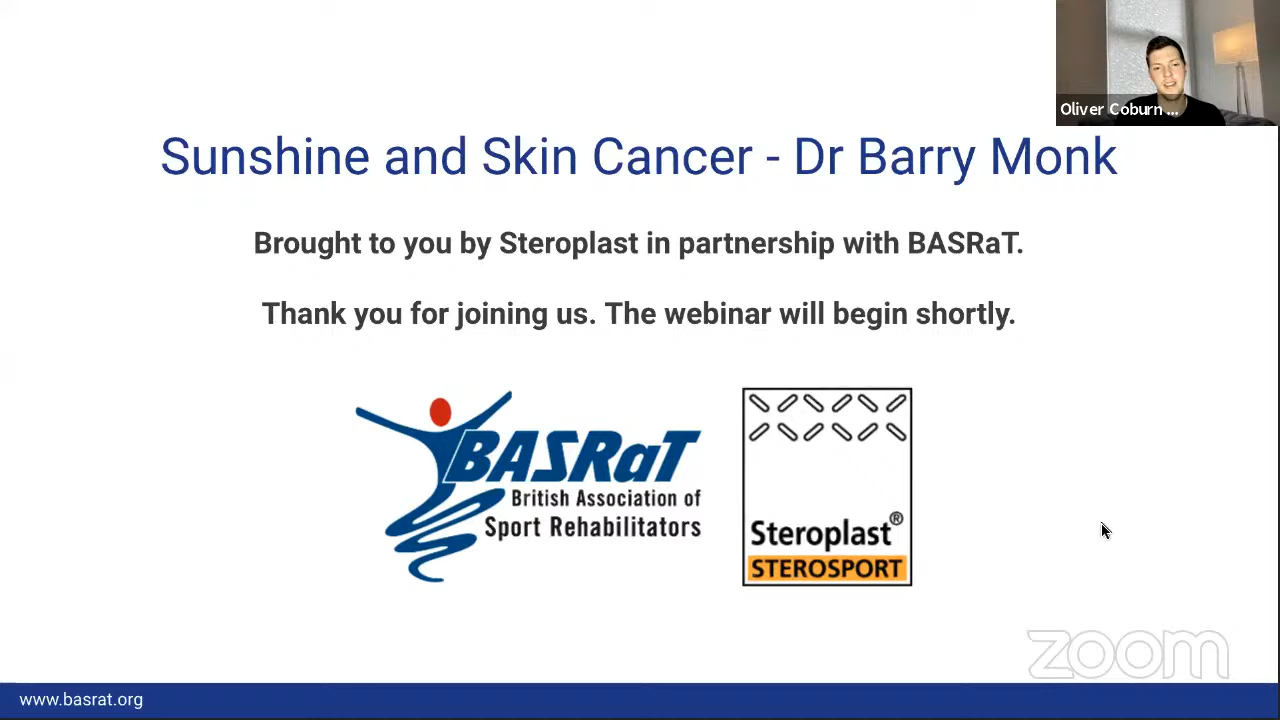 Oliver Coburn ...
Sunshine and Skin Cancer - Dr Barry Monk
Brought to you by Steroplast in partnership with BASRaT.
Thank you for joining us. The webinar will begin shortly.
BASRaT
British Association of
Sport Rehabilitators
Steroplast®
STEROSPORT
zoom
www.basrat.org